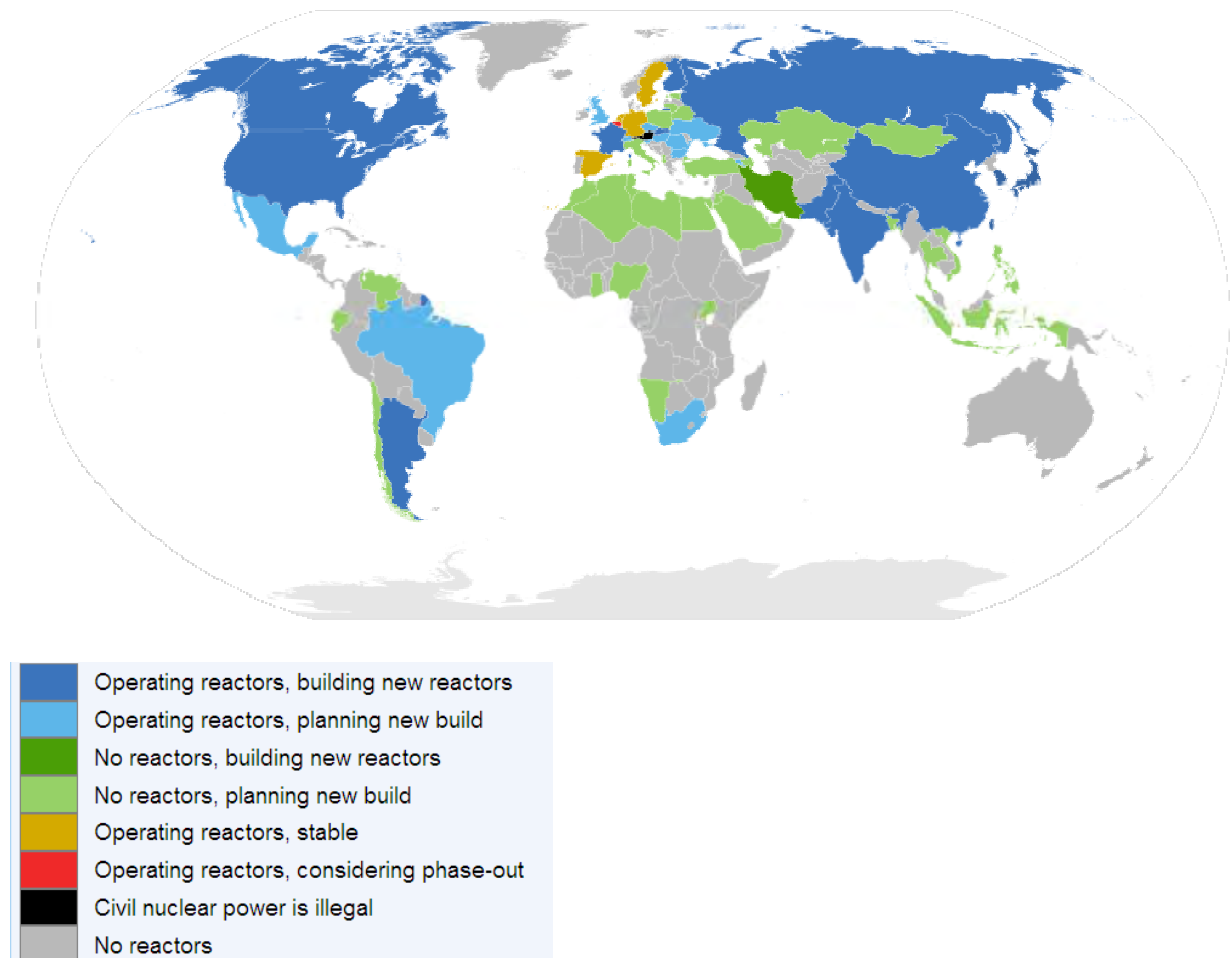 Operating reactors, building new reactors
Operating reactors, planning new build
No reactors, building new reactors
No reactors, planning new build
Operating reactors, stable
Operating reactors, considering phase-out
Civil nuclear power is illegal
No reactors